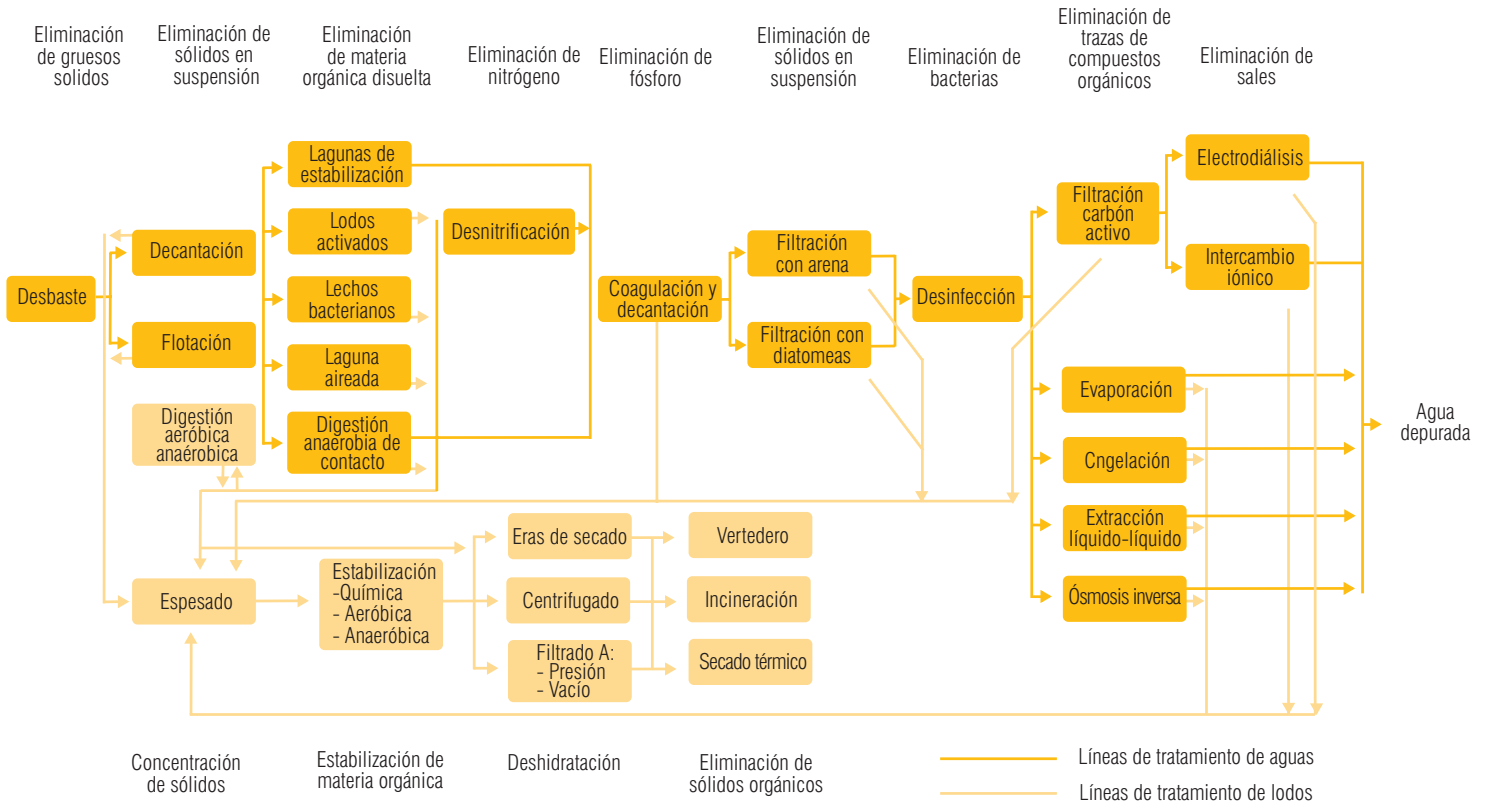 Eliminación
de gruesos
solidos
Eliminación de
sólidos en
suspensión
Eliminación
de materia
orgánica disuelta
Eliminación de
nitrógeno
Eliminación de
fósforo
Eliminación de
sólidos en
suspensión
Eliminación de
bacterias
Eliminación de
trazas de
compuestos
orgánicos
Eliminación de
sales
Desbaste
Decantación
Flotación
Digestión
aeróbica
anaérobica
Lagunas de
estabilización
Lodos
activados
Lechos
bacterianos
Laguna
aireada
Digestión
anaerobia de
contacto
Desnitrificación
Coagulación y
decantación
Filtración
con arena
Filtración con
diatomeas
Desinfección
Filtración
carbón
activo
Electrodiálisis
Intercambio
iónico
Evaporación
Cngelación
Extracción
líquido-líquido
Ósmosis inversa
Agua
depurada
Espesado
Estabilización
-Química
- Aeróbica
- Anaeróbica
Eras de secado
Centrifugado
Filtrado A:
- Presión
- Vacío
Vertedero
Incineración
Secado térmico
Concentración
de sólidos
Estabilización de
materia orgánica
Deshidratación
Eliminación de
sólidos orgánicos
Líneas de tratamiento de aguas
Líneas de tratamiento de lodos